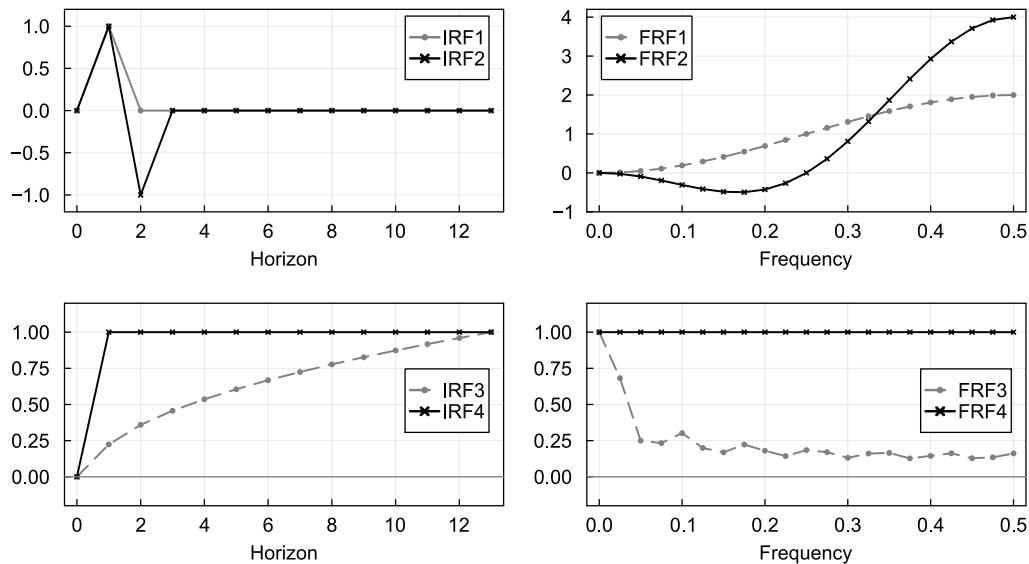 1.0
0.5
0.0
−0.5
−1.0
IRF1
IRF2
0 2 4 6 8 10 12
Horizon
4
3
2
1
0
−1
FRF1
FRF2
0.0 0.1 0.2 0.3 0.4 0.5
Frequency
1.00
0.75
0.50
0.25
0.00
IRF3
IRF4
0 2 4 6 8 10 12
Horizon
1.00
0.75
0.50
0.25
0.00
FRF3
FRF4
0.0 0.1 0.2 0.3 0.4 0.5
Frequency